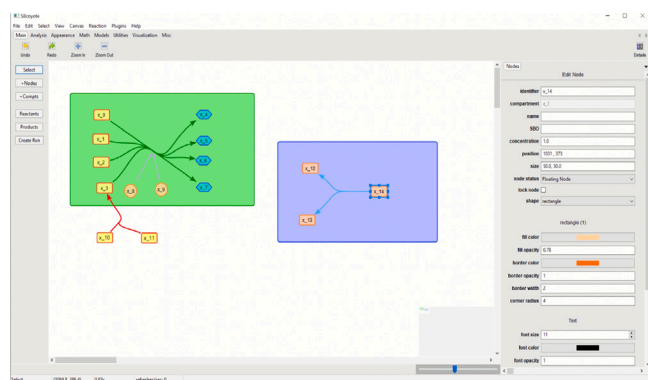 Silicoyote
File Edit Select View Canvas Reaction Plugins Help
Main Analysis Appearance Math Models Utilities Visualization Misc
Undo Redo Zoom In Zoom Out Details
Select
+Nodes
+Compts
Reactants
Products
Create Rxn
x_0 x_4
x_1 x_5
x_2 x_6
x_3 x_8 x_9 x_7
x_10 x_11
x_12
x_14
x_13
Nodes
Edit Node
identifier x_14
compartment c_1
name
SBO
concentration 1.0
position 1031, 373
size 50.0, 30.0
node status Floating Node
lock node
shape rectangle
rectangle (1)
fill color
fill opacity 0.76
border color
border opacity 1
border width 2
corner radius 4
Text
font size 11
font color
font opacity 1
Select